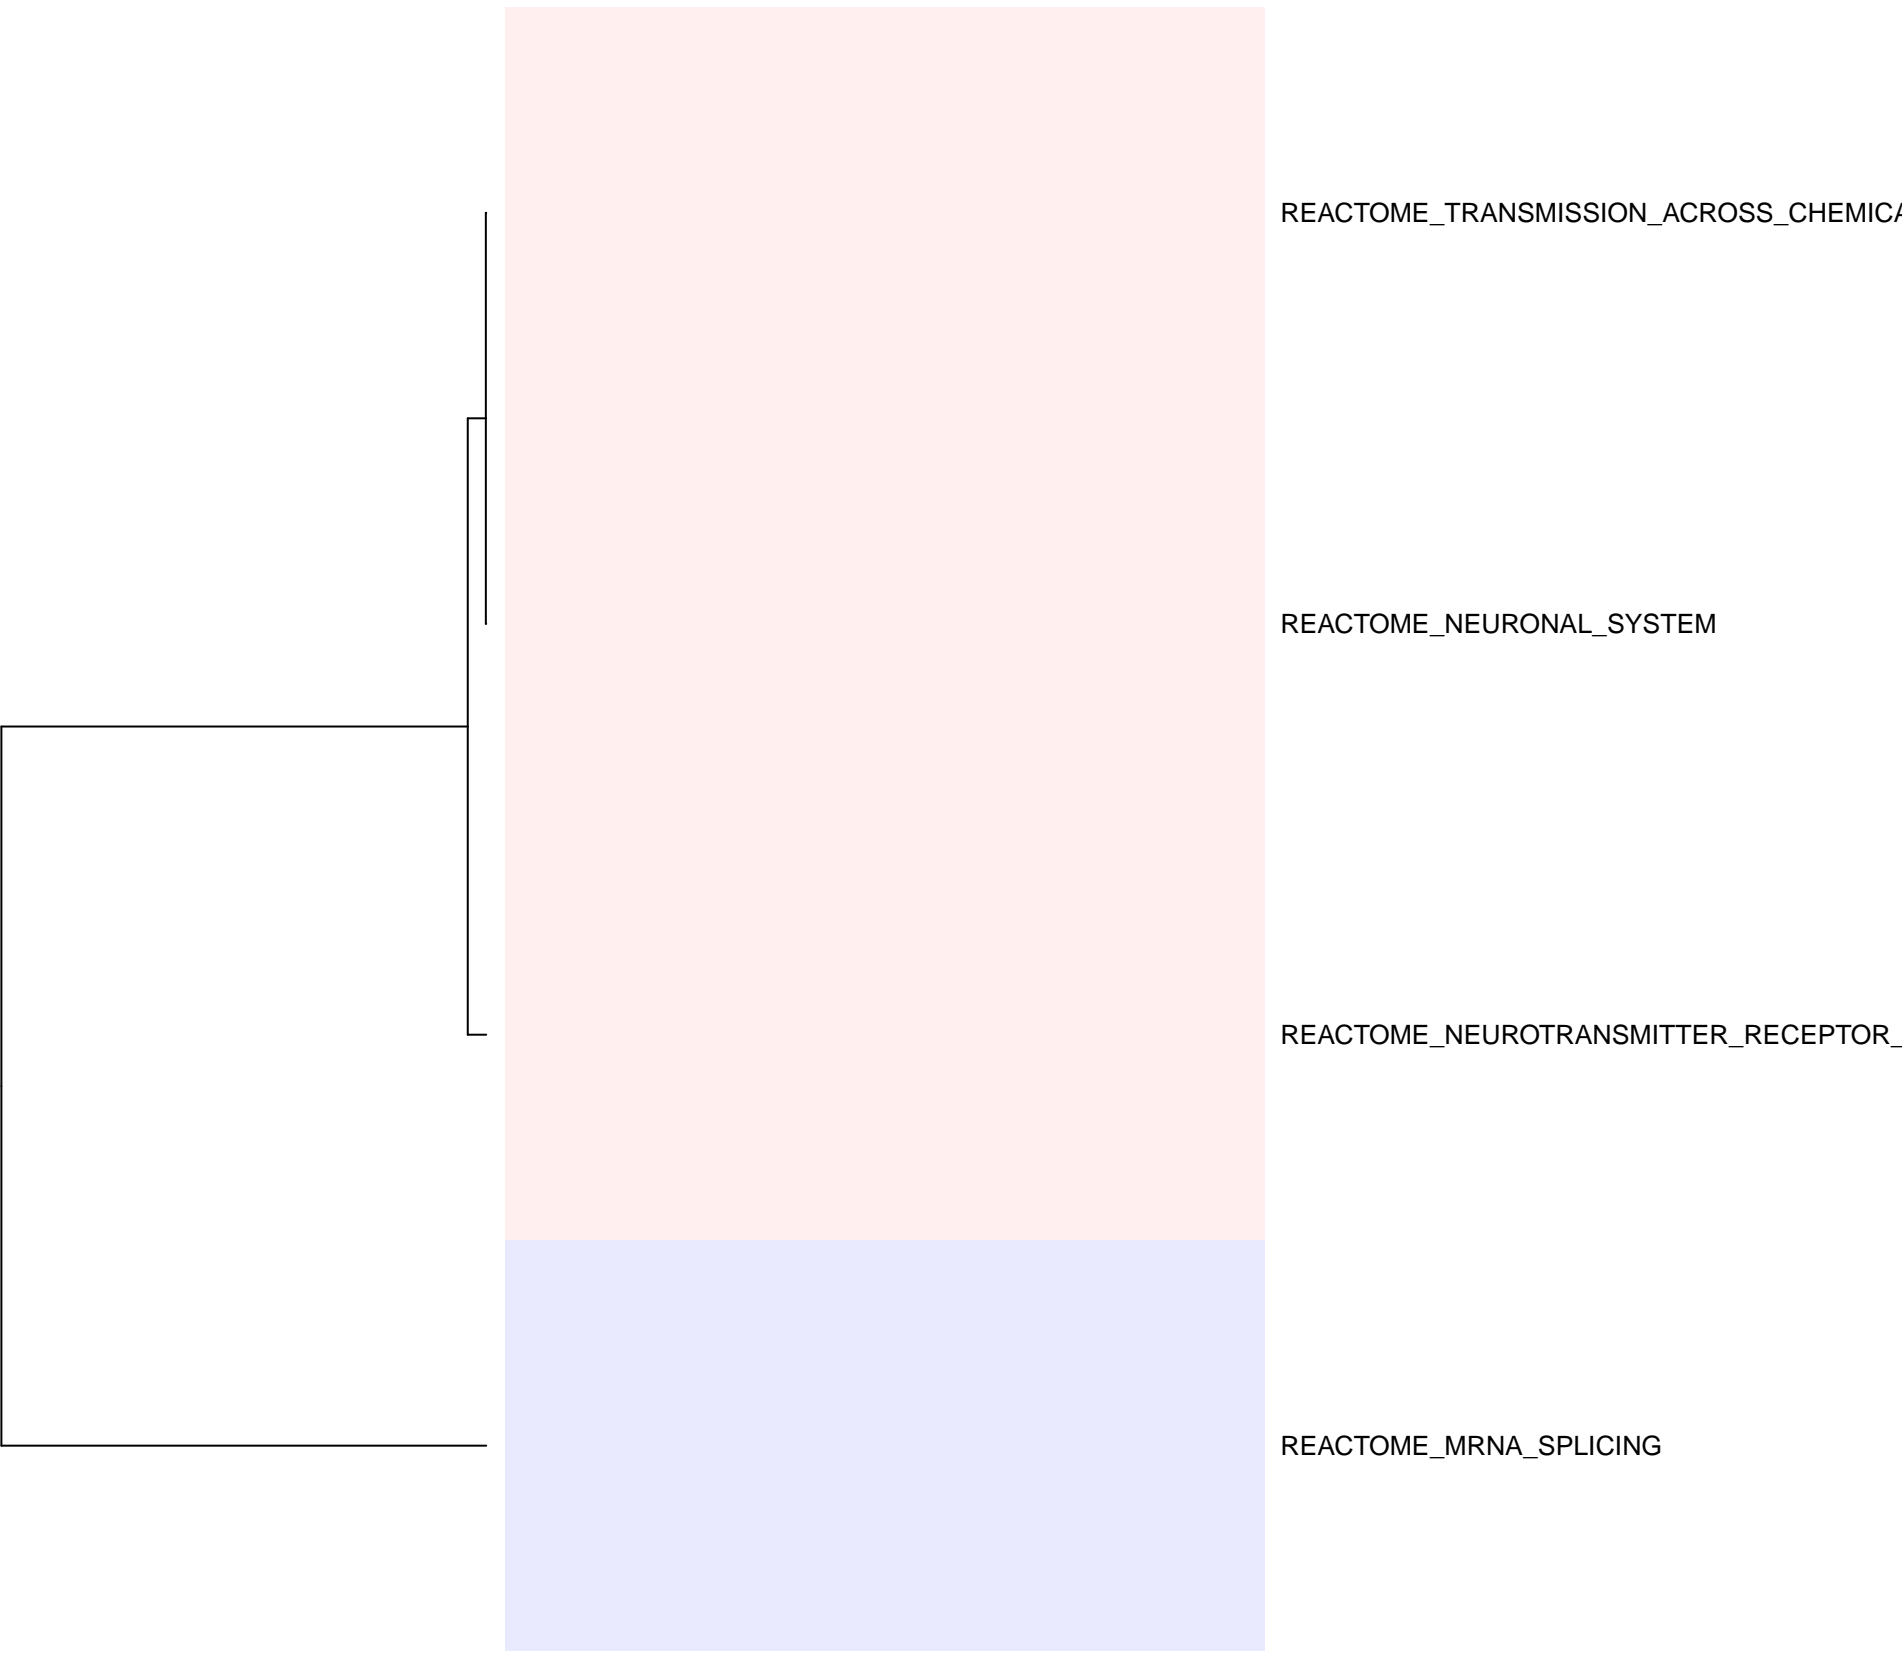 REACTOME_TRANSMISSION_ACROSS_CHEMICA
REACTOME_NEURONAL_SYSTEM
REACTOME_NEUROTRANSMITTER_RECEPTOR_
REACTOME_MRNA_SPLICING